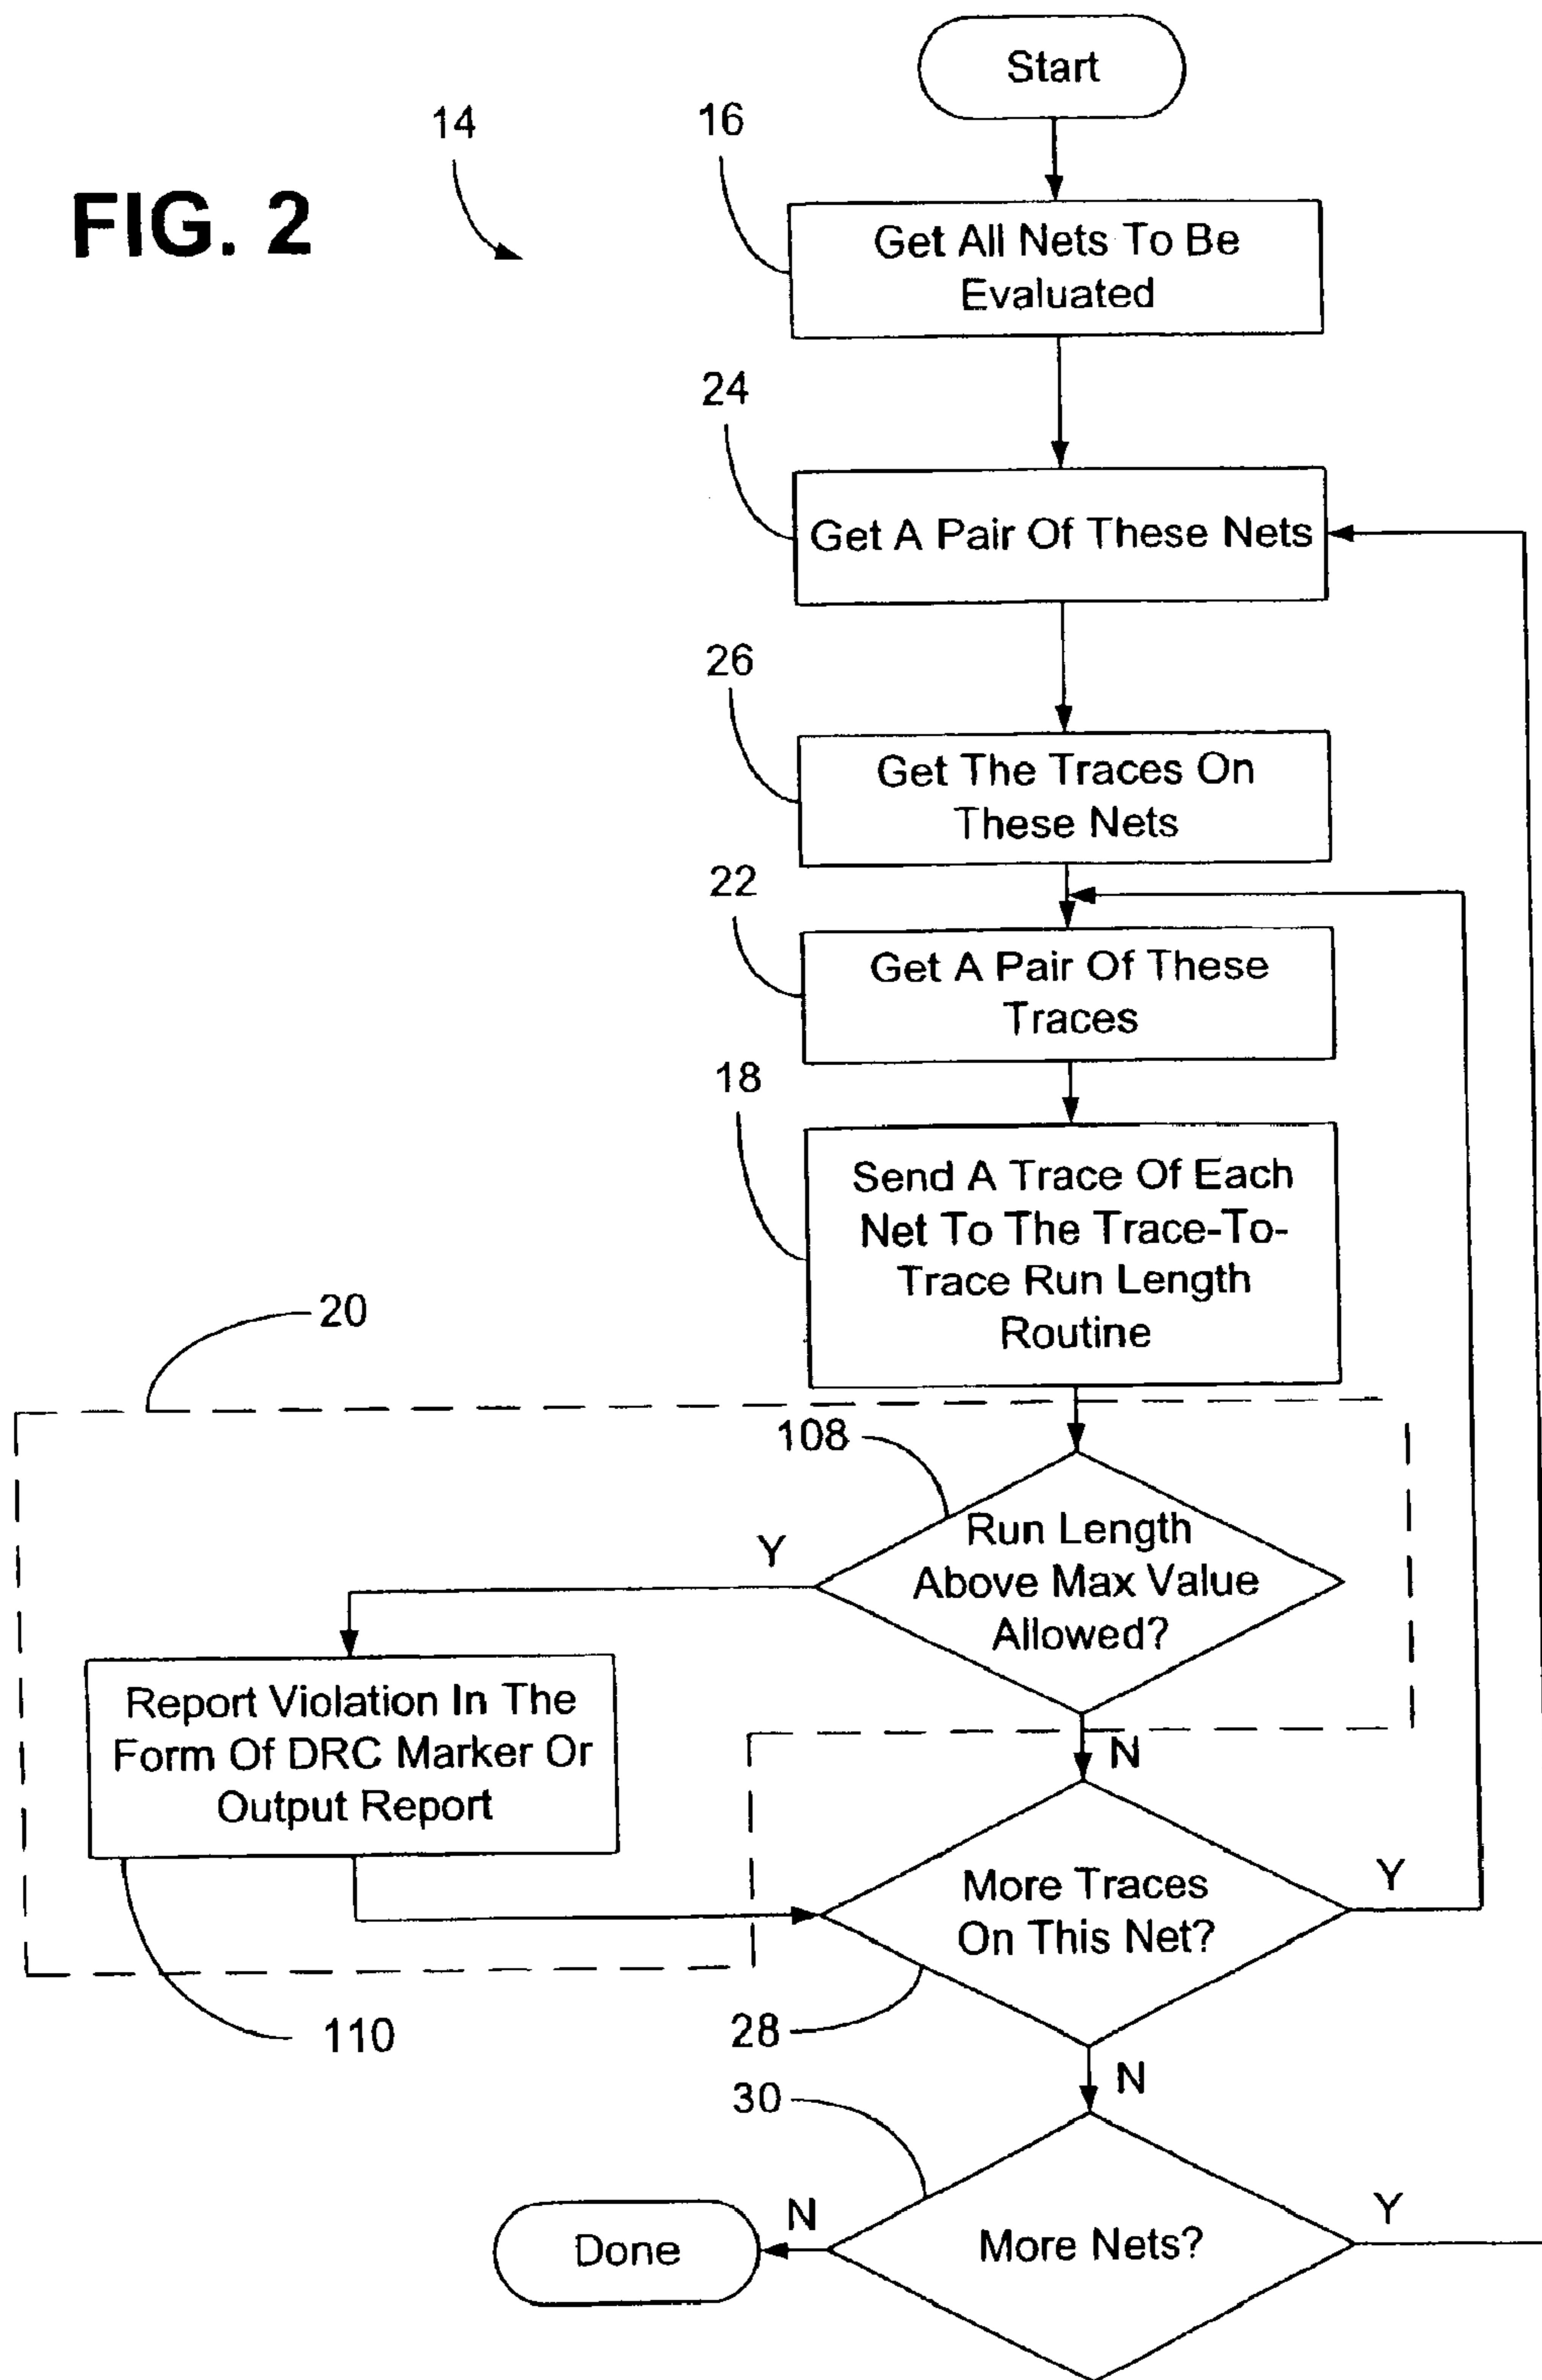 Start
14
16
FIG. 2
Get All Nets To Be
Evaluated
24
Get A Pair Of These Nets
26
Get The Traces On
These Nets
22
Get A Pair Of These
Traces
18
Send A Trace Of Each
Net To The Trace-To-
Trace Run Length
Routine
20
108
Run Length
Above Max Value
Allowed?
Y
Report Violation In The
Form Of DRC Marker Or
Output Report
N
More Traces
On This Net?
Y
110
28
N
30
More Nets?
N
Y
Done